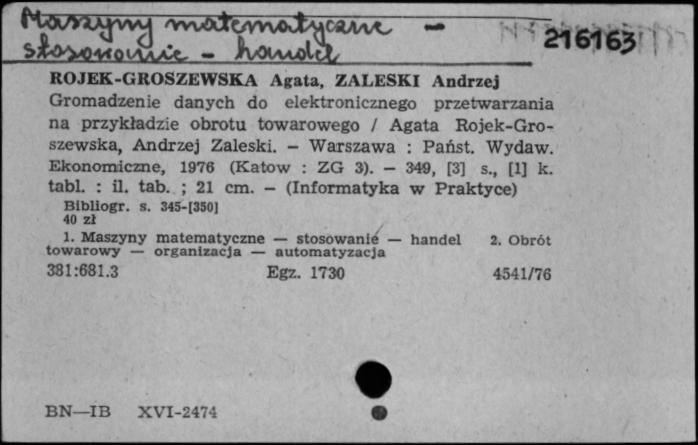 Maszyny matematyczne -
stosowanie - handel
216163
ROJEK-GROSZEWSKA Agata, ZALESKI Andrzej
Gromadzenie danych do elektronicznego przetwarzania
na przykładzie obrotu towarowego / Agata Rojek-Gro-
szewska, Andrzej Zaleski. — Warszawa : Państ. Wydaw.
Ekonomiczne, 1976 (Katow : ZG 3). — 349, [3] s., [1] k.
tabl. : il. tab. ; 21 cm. — (Informatyka w Praktyce)
Bibliogr. s. 345-[350]
40 zł
1. Maszyny matematyczne — stosowanie — handel 2. Obrót
towarowy — organizacja — automatyzacja
381:681.3 Egz. 1730 4541/76
BN—IB XVI-2474